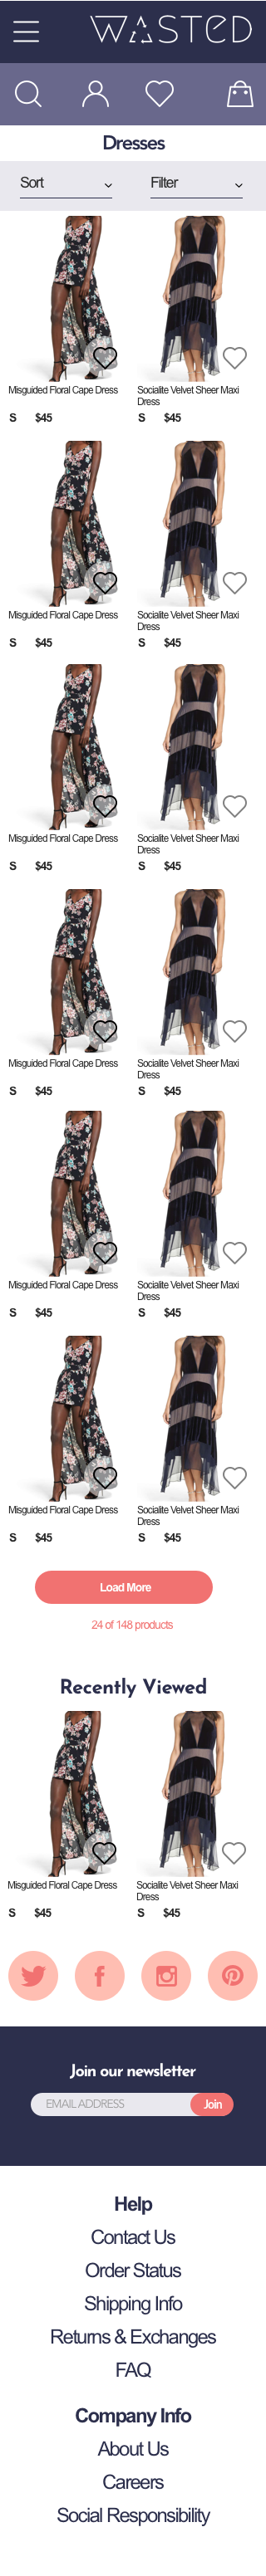 WASTED
Dresses
Sort Filter
Misguided Floral Cape Dress Socialite Velvet Sheer Maxi
Dress
S $45 S $45
Misguided Floral Cape Dress Socialite Velvet Sheer Maxi
Dress
S $45 S $45
Misguided Floral Cape Dress Socialite Velvet Sheer Maxi
Dress
S $45 S $45
Misguided Floral Cape Dress Socialite Velvet Sheer Maxi
Dress
S $45 S $45
Misguided Floral Cape Dress Socialite Velvet Sheer Maxi
Dress
S $45 S $45
Misguided Floral Cape Dress Socialite Velvet Sheer Maxi
Dress
S $45 S $45
Load More
24 of 148 products
Recently Viewed
Misguided Floral Cape Dress Socialite Velvet Sheer Maxi
Dress
S $45 S $45
Join our newsletter
EMAIL ADDRESS Join
Help
Contact Us
Order Status
Shipping Info
Returns & Exchanges
FAQ
Company Info
About Us
Careers
Social Responsibility